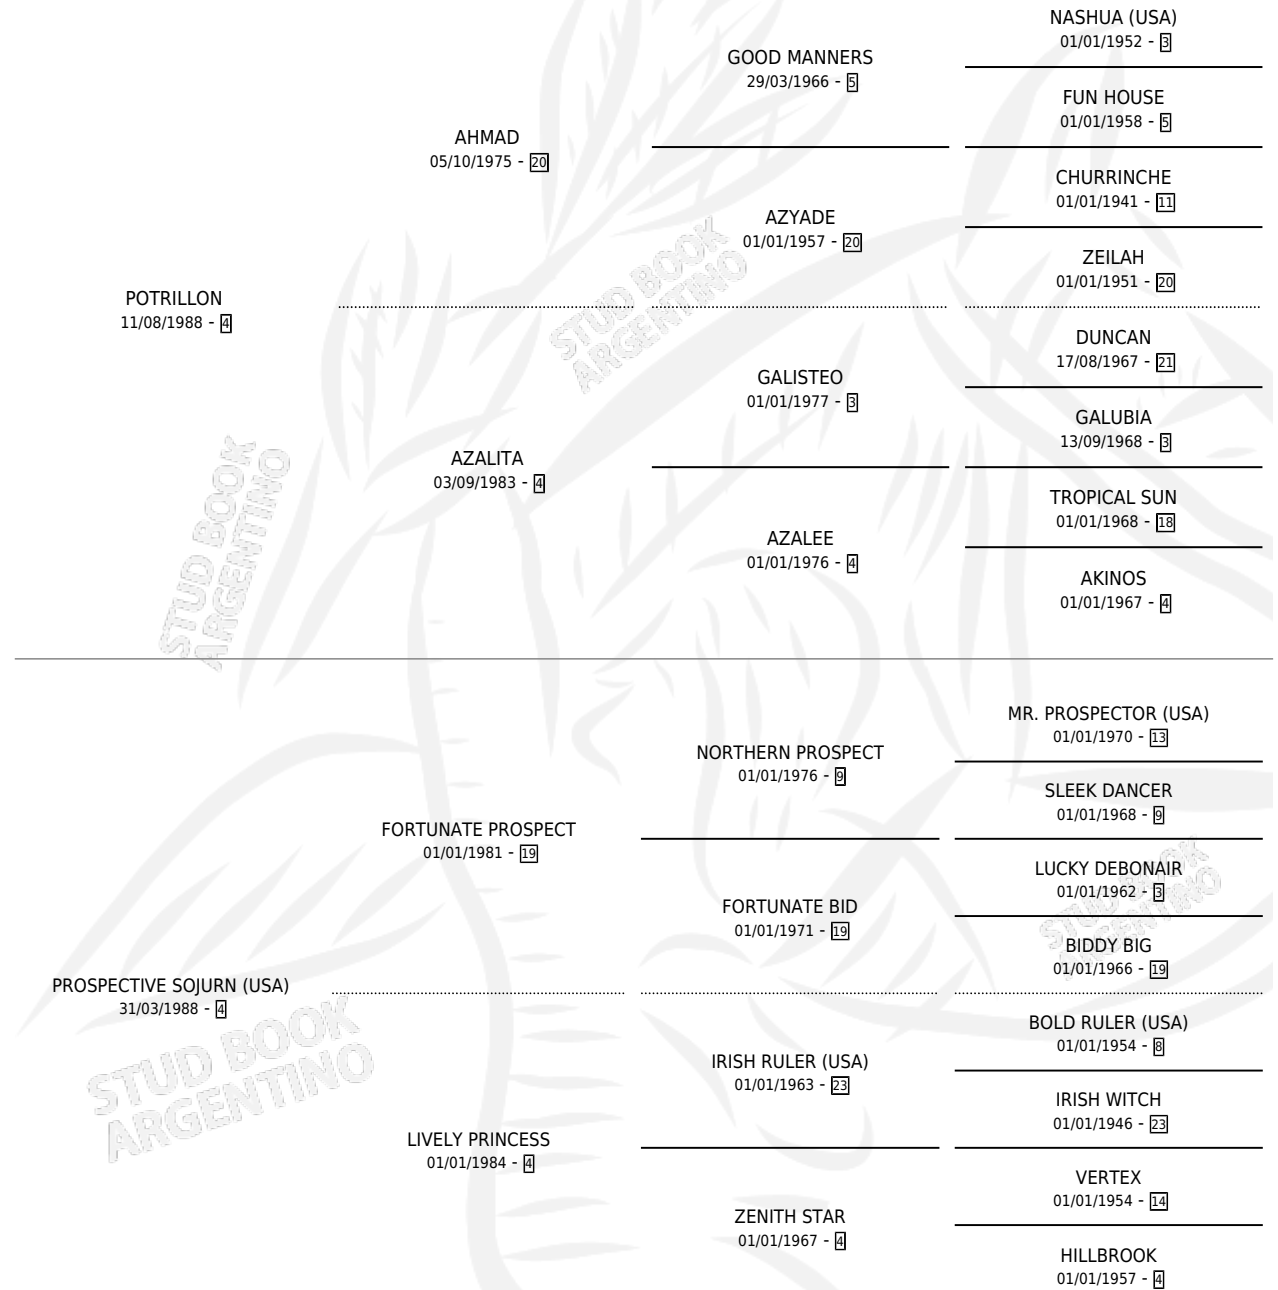 NASHUA (USA)
01/01/1952 - 3
GOOD MANNERS
29/03/1966 - 5
FUN HOUSE
01/01/1958 - 5
AHMAD
05/10/1975 - 20
CHURRINCHE
01/01/1941 - 11
AZYADE
01/01/1957 - 20
ZEILAH
01/01/1951 - 20
POTRILLON
11/08/1988 - 4
STUD BOOK
ARGENTINO
DUNCAN
17/08/1967 - 21
GALISTEO
01/01/1977 - 3
GALUBIA
13/09/1968 - 3
AZALITA
03/09/1983 - 4
TROPICAL SUN
01/01/1968 - 18
AZALEE
01/01/1976 - 4
AKINOS
01/01/1967 - 4
STUD BOOK
ARGENTINO
MR. PROSPECTOR (USA)
01/01/1970 - 13
NORTHERN PROSPECT
01/01/1976 - 9
SLEEK DANCER
01/01/1968 - 9
FORTUNATE PROSPECT
01/01/1981 - 19
LUCKY DEBONAIR
01/01/1962 - 3
FORTUNATE BID
01/01/1971 - 19
STUD BOOK
ARGENTINO
BIDDY BIG
01/01/1966 - 19
PROSPECTIVE SOJURN (USA)
31/03/1988 - 4
BOLD RULER (USA)
01/01/1954 - 8
IRISH RULER (USA)
01/01/1963 - 23
IRISH WITCH
01/01/1946 - 23
STUD BOOK
ARGENTINO
LIVELY PRINCESS
01/01/1984 - 4
VERTEX
01/01/1954 - 14
ZENITH STAR
01/01/1967 - 4
HILLBROOK
01/01/1957 - 4